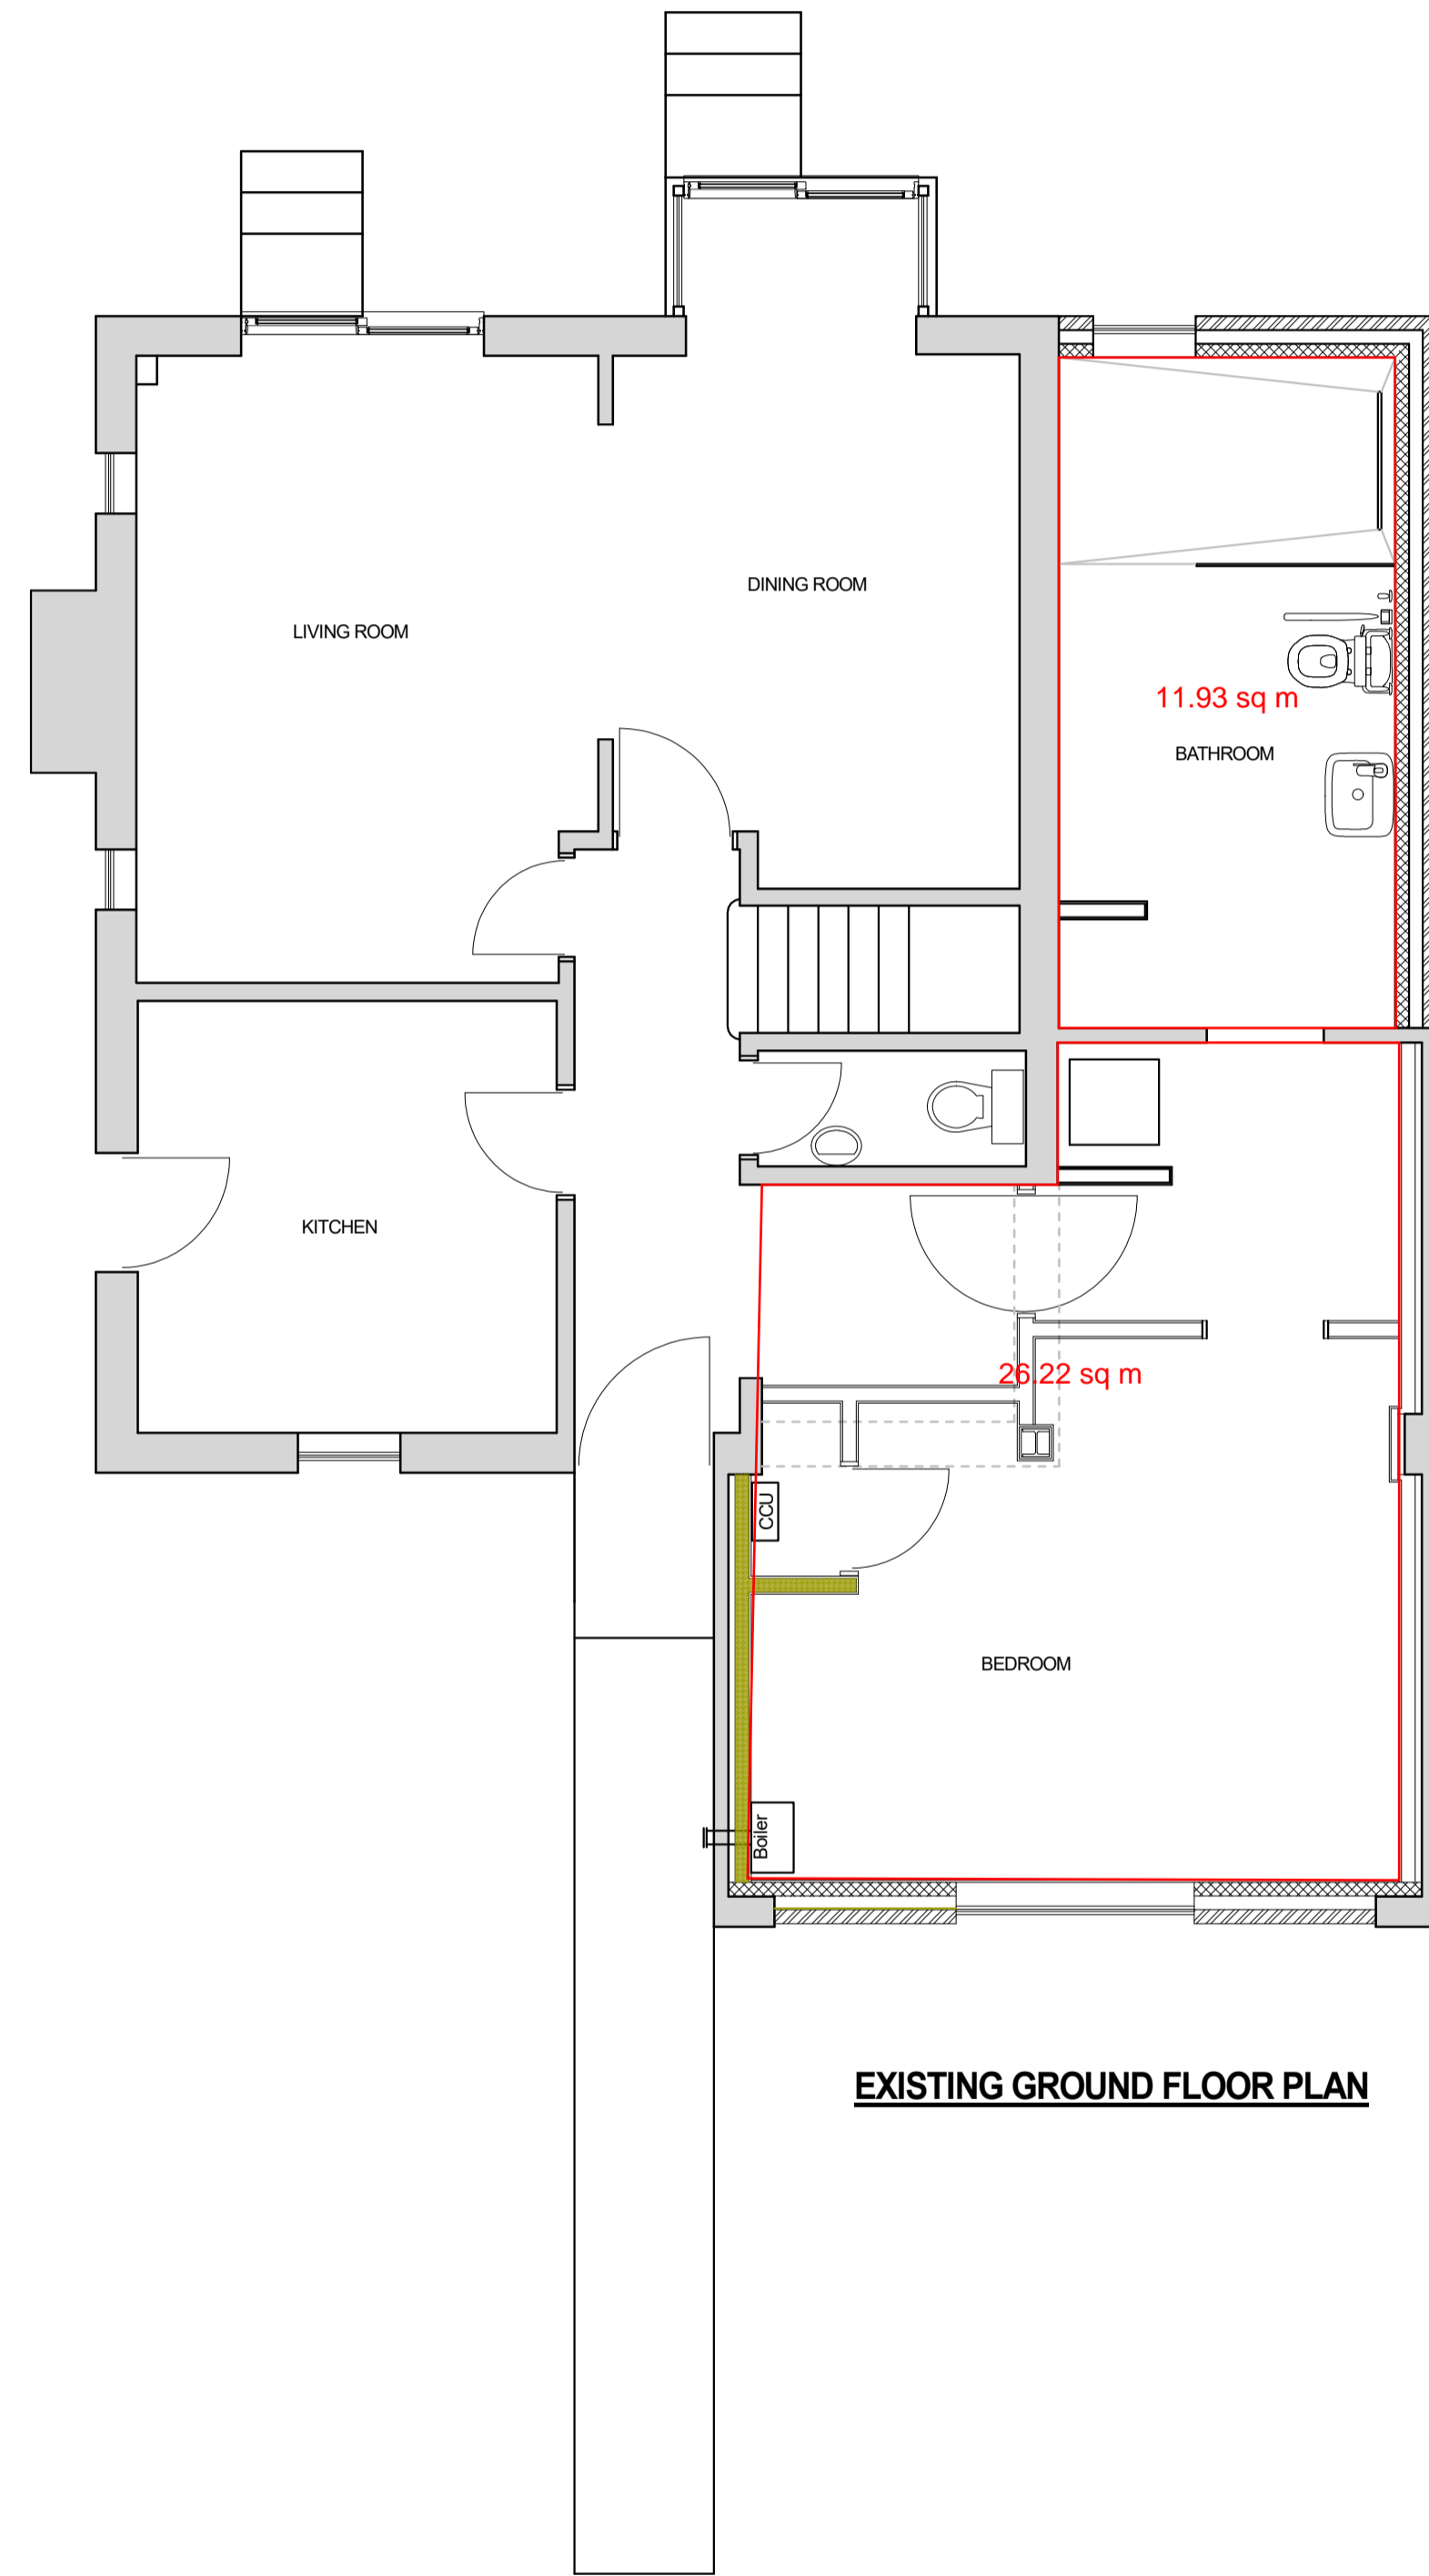 DINING ROOM
LIVING ROOM
11.93 sq m
BATHROOM
KITCHEN
26.22 sq m
CCU
BEDROOM
Boiler
EXISTING GROUND FLOOR PLAN